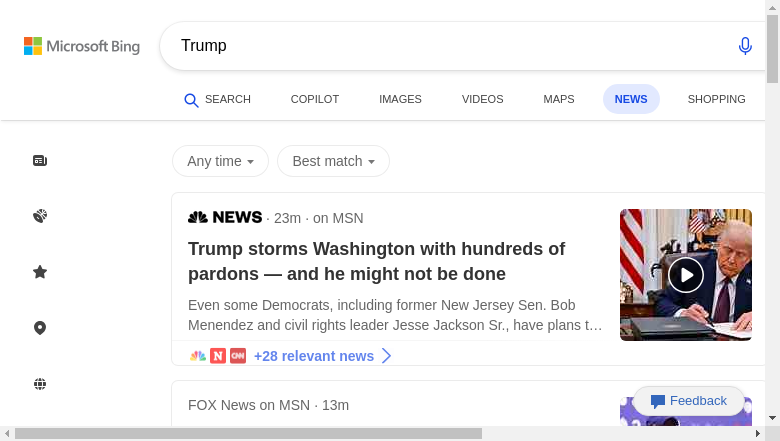 Microsoft Bing
Trump
SEARCH
COPILOT
IMAGES
VIDEOS
MAPS
NEWS
SHOPPING
Any time
Best match
NEWS · 23m · on MSN
Trump storms Washington with hundreds of
pardons — and he might not be done
Even some Democrats, including former New Jersey Sen. Bob
Menendez and civil rights leader Jesse Jackson Sr., have plans t…
N
CNN
+28 relevant news
FOX News on MSN · 13m
Feedback